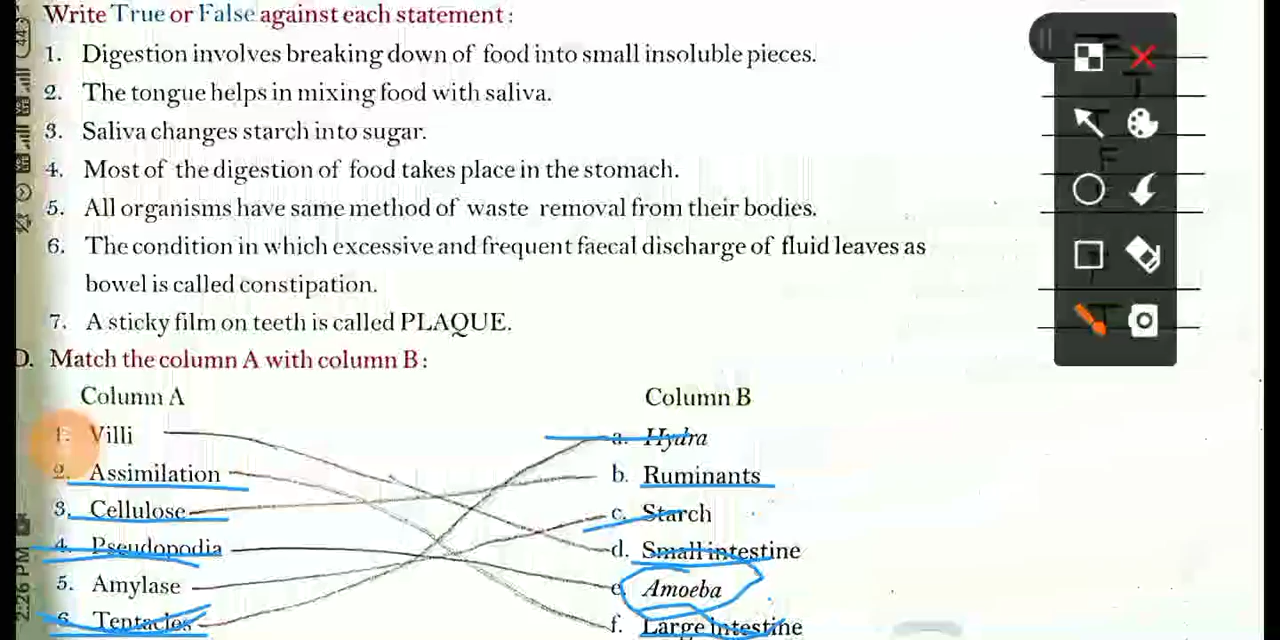 Write True or False against each statement :
1. Digestion involves breaking down of food into small insoluble pieces.
2. The tongue helps in mixing food with saliva.
3. Saliva changes starch into sugar.
4. Most of the digestion of food takes place in the stomach.
5. All organisms have same method of waste removal from their bodies.
6. The condition in which excessive and frequent faecal discharge of fluid leaves as
bowel is called constipation.
7. A sticky film on teeth is called PLAQUE.
D. Match the column A with column B :
Column A Column B
1. Villi a. Hydra
2. Assimilation b. Ruminants
3. Cellulose c. Starch
4. Pseudopodia d. Small intestine
5. Amylase e. Amoeba
6. Tentacles f. Large intestine
2:26 PM